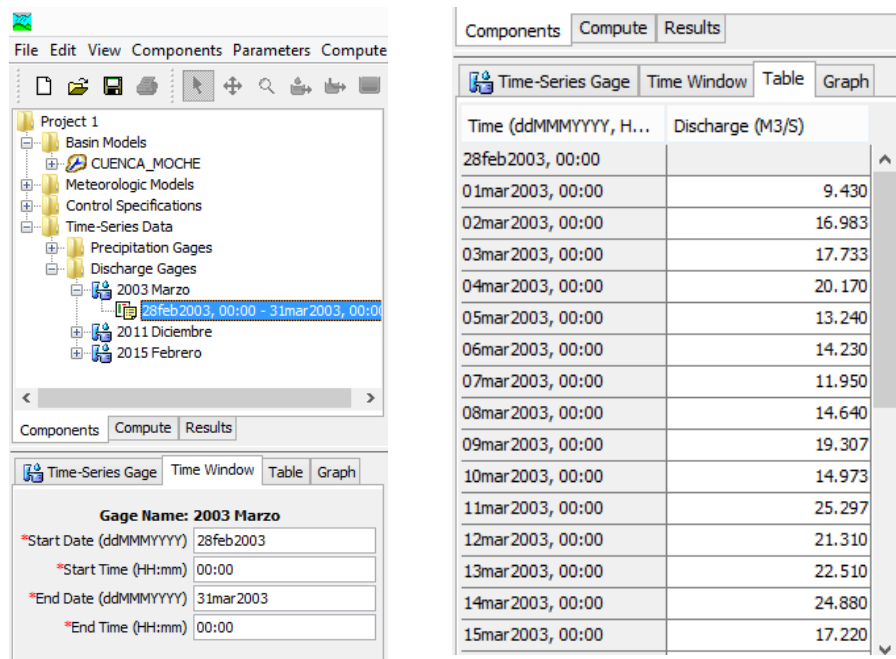 File Edit View Components Parameters Compute
Project 1
Basin Models
CUENCA_MOCHE
Meteorologic Models
Control Specifications
Time-Series Data
Precipitation Gages
Discharge Gages
2003 Marzo
28feb2003, 00:00 - 31mar2003, 00:00
2011 Diciembre
2015 Febrero
Components Compute Results
Time-Series Gage Time Window Table Graph
Gage Name: 2003 Marzo
*Start Date (ddMMMYYYY) 28feb2003
*Start Time (HH:mm) 00:00
*End Date (ddMMMYYYY) 31mar2003
*End Time (HH:mm) 00:00
Components Compute Results
Time-Series Gage Time Window Table Graph
Time (ddMMMYYYY, H... Discharge (M3/S)
28feb2003, 00:00
01mar2003, 00:00 9.430
02mar2003, 00:00 16.983
03mar2003, 00:00 17.733
04mar2003, 00:00 20.170
05mar2003, 00:00 13.240
06mar2003, 00:00 14.230
07mar2003, 00:00 11.950
08mar2003, 00:00 14.640
09mar2003, 00:00 19.307
10mar2003, 00:00 14.973
11mar2003, 00:00 25.297
12mar2003, 00:00 21.310
13mar2003, 00:00 22.510
14mar2003, 00:00 24.880
15mar2003, 00:00 17.220